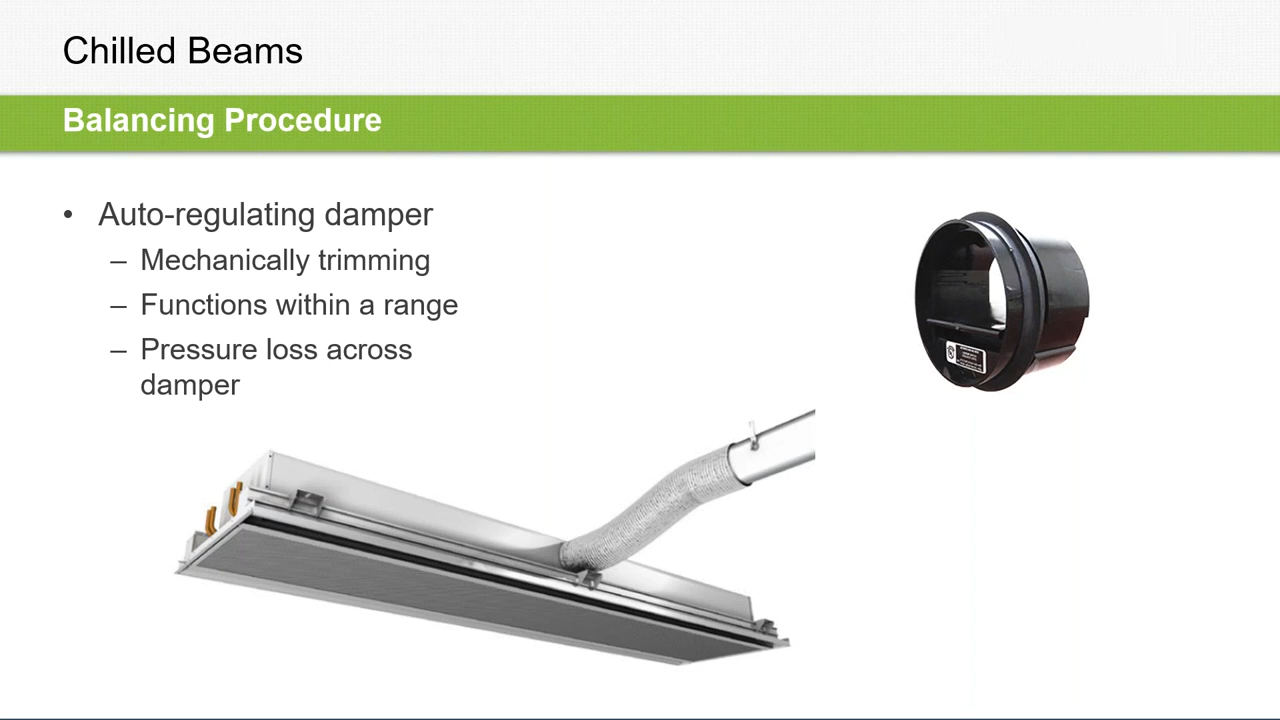 Chilled Beams
Balancing Procedure
• Auto-regulating damper
– Mechanically trimming
– Functions within a range
– Pressure loss across
damper